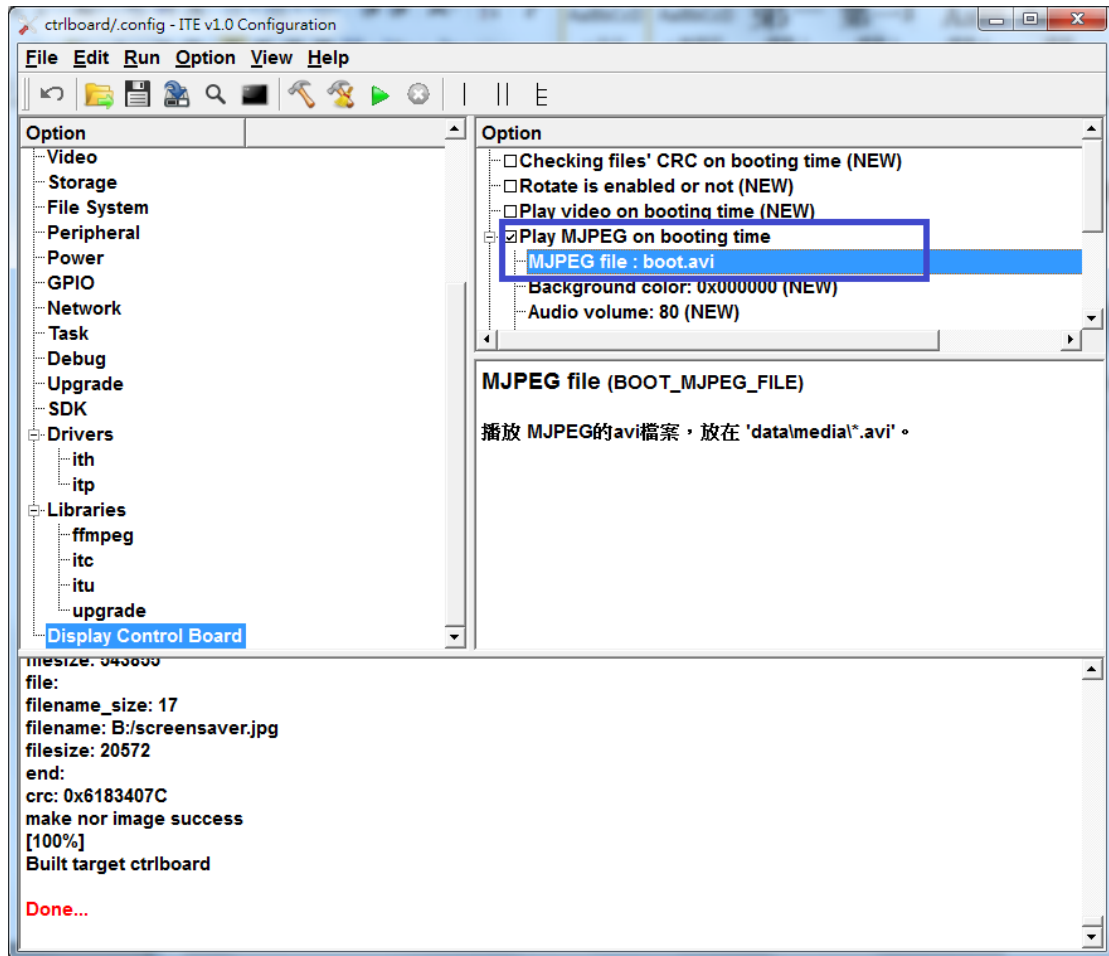 ctrlboard/.config - ITE v1.0 Configuration
File Edit Run Option View Help
Option
Video
Storage
File System
Peripheral
Power
GPIO
Network
Task
Debug
Upgrade
SDK
Drivers
ith
itp
Libraries
ffmpeg
itc
itu
upgrade
Display Control Board
Option
Checking files' CRC on booting time (NEW)
Rotate is enabled or not (NEW)
Play video on booting time (NEW)
Play MJPEG on booting time
MJPEG file : boot.avi
Background color: 0x000000 (NEW)
Audio volume: 80 (NEW)
MJPEG file (BOOT_MJPEG_FILE)
播放 MJPEG的avi檔案，放在 'data\media\*.avi'。
filesize: 543855
file:
filename_size: 17
filename: B:/screensaver.jpg
filesize: 20572
end:
crc: 0x6183407C
make nor image success
[100%]
Built target ctrlboard
Done...